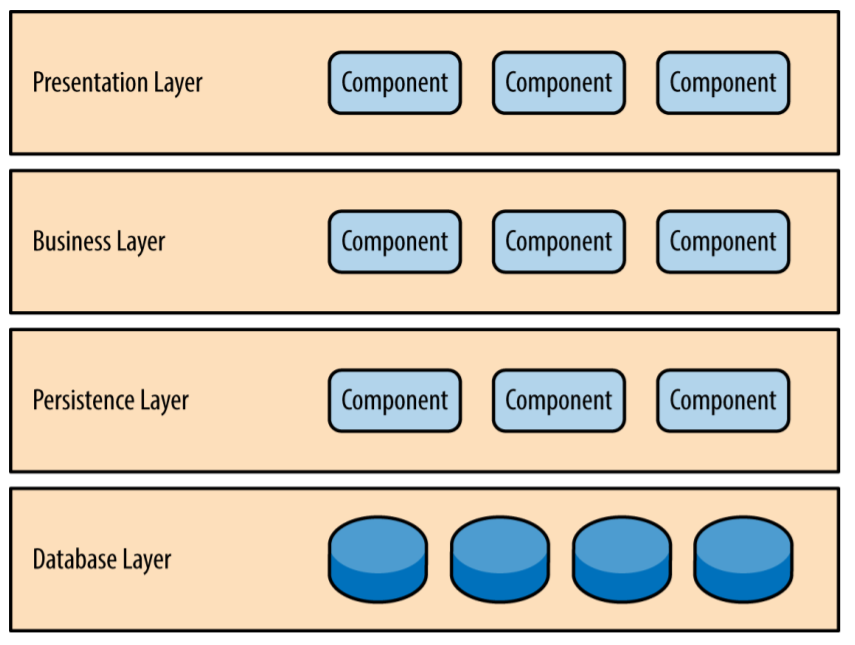 Presentation Layer
Component
Component
Component
Business Layer
Component
Component
Component
Persistence Layer
Component
Component
Component
Database Layer